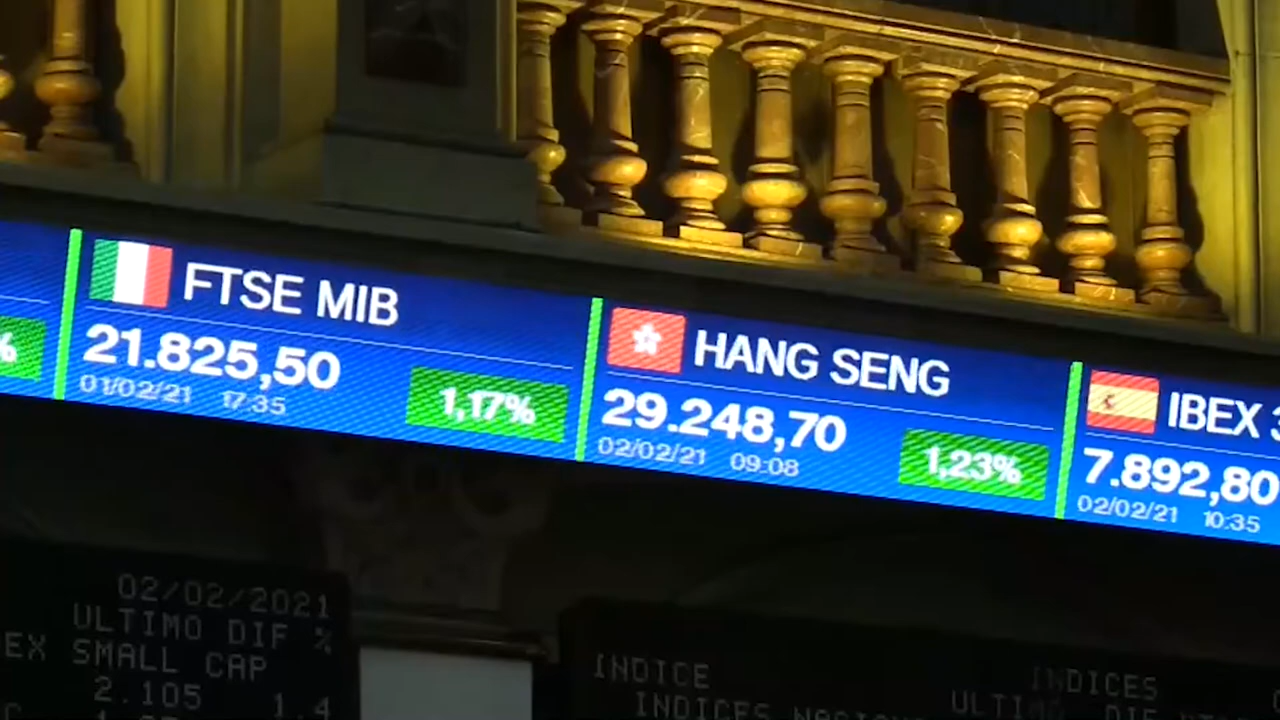 %
FTSE MIB
21.825,50
01/02/21 17:35
1,17%
HANG SENG
29.248,70
02/02/21 09:08
1,23%
IBEX
7.892,80
02/02/21 10:35
02/02/2021
ULTIMO DIF %
EX SMALL CAP
2.105 1.4
INDICE
INDICES
INDICES